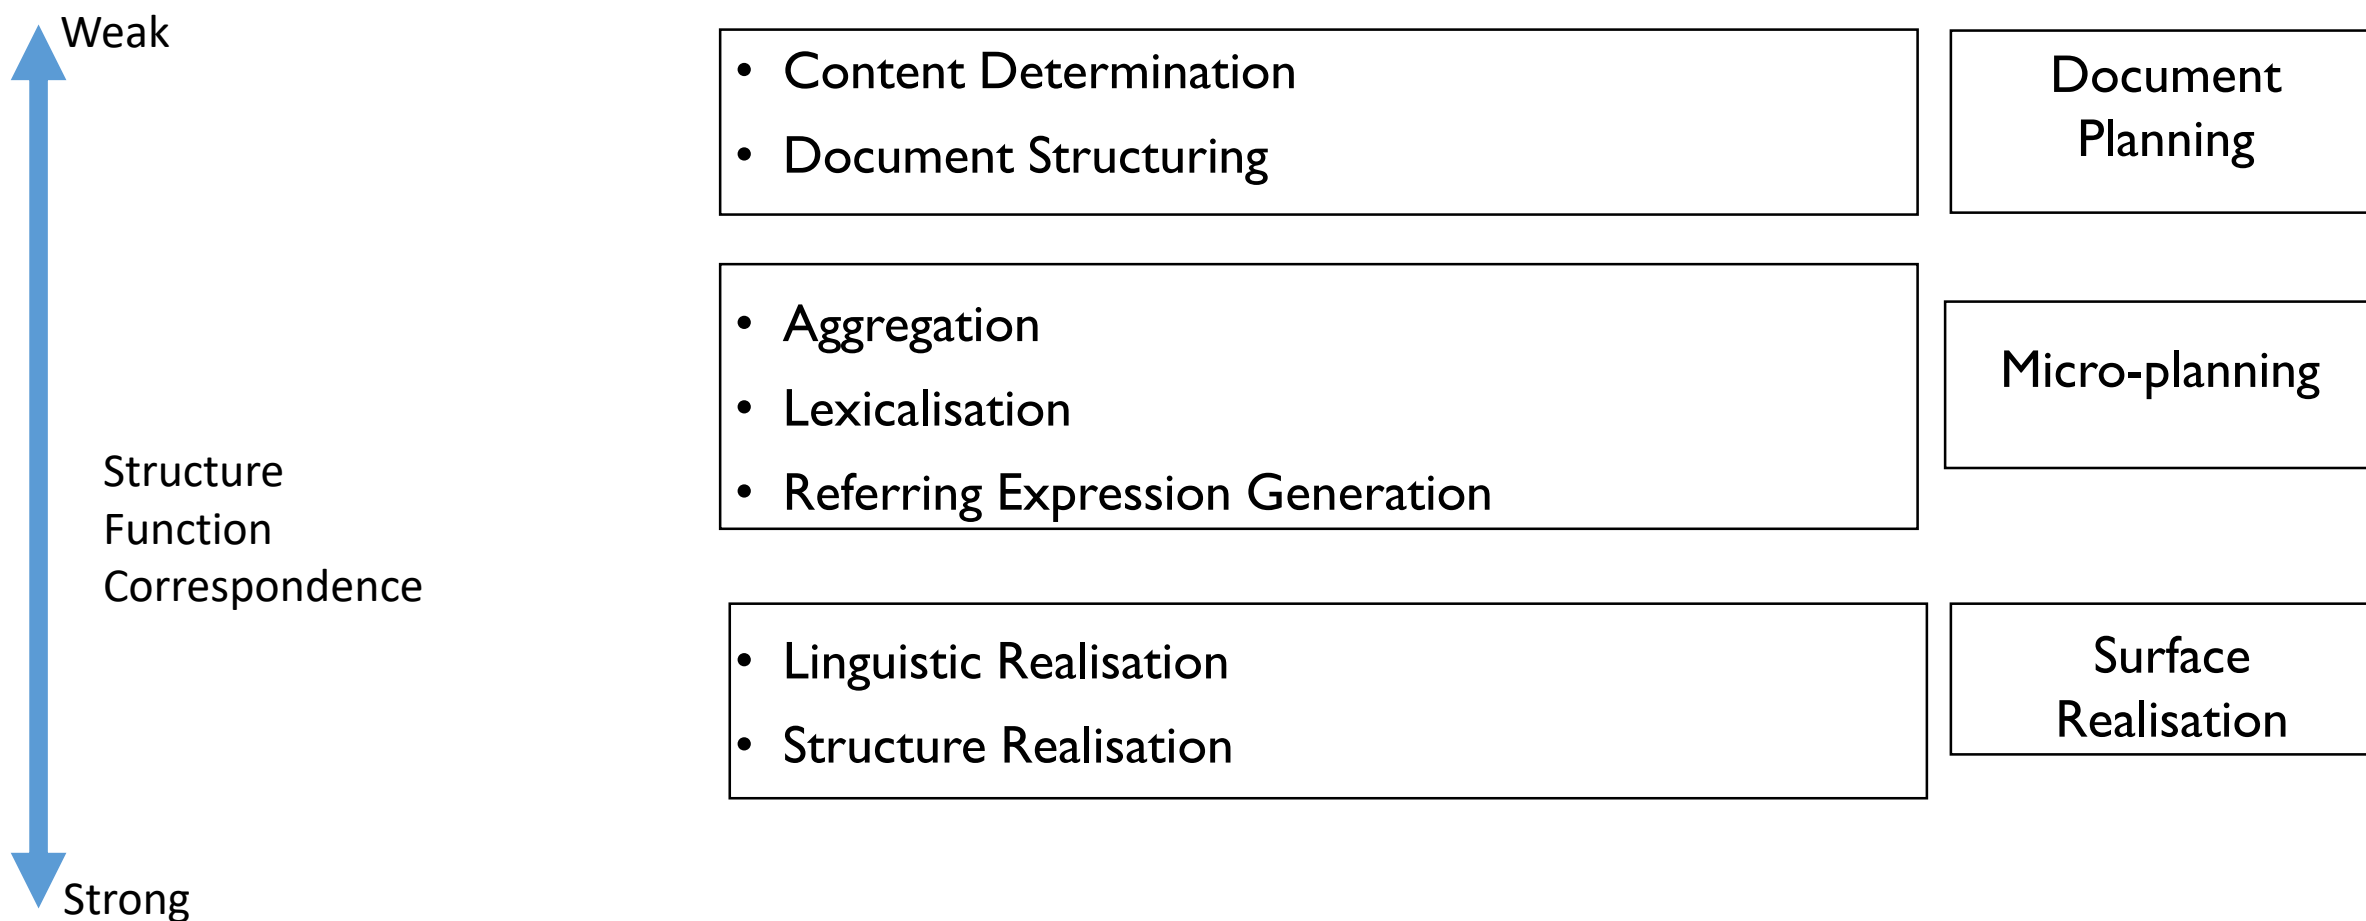 Weak
• Content Determination
• Document Structuring
Document
Planning
• Aggregation
• Lexicalisation
• Referring Expression Generation
Micro-planning
Structure
Function
Correspondence
• Linguistic Realisation
• Structure Realisation
Surface
Realisation
Strong